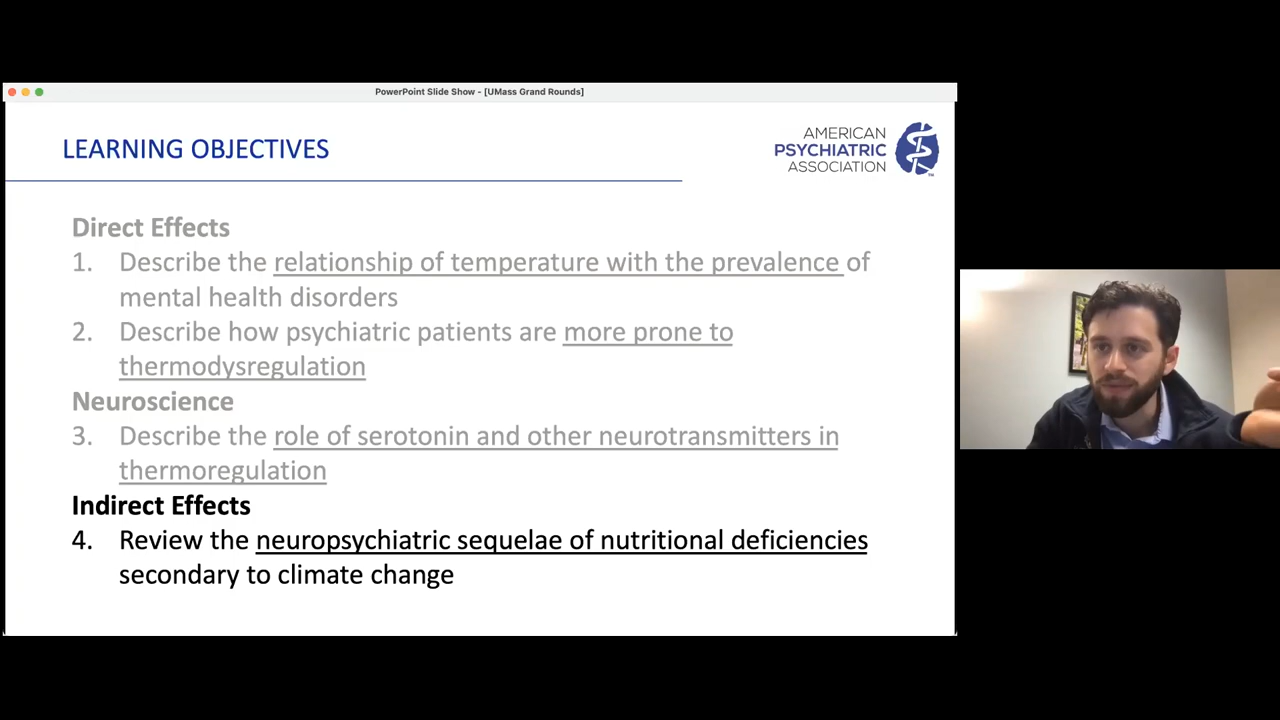 PowerPoint Slide Show - [UMass Grand Rounds]
LEARNING OBJECTIVES
AMERICAN
PSYCHIATRIC
ASSOCIATION
TM
Direct Effects
1. Describe the relationship of temperature with the prevalence of
mental health disorders
2. Describe how psychiatric patients are more prone to
thermodysregulation
Neuroscience
3. Describe the role of serotonin and other neurotransmitters in
thermoregulation
Indirect Effects
4. Review the neuropsychiatric sequelae of nutritional deficiencies
secondary to climate change